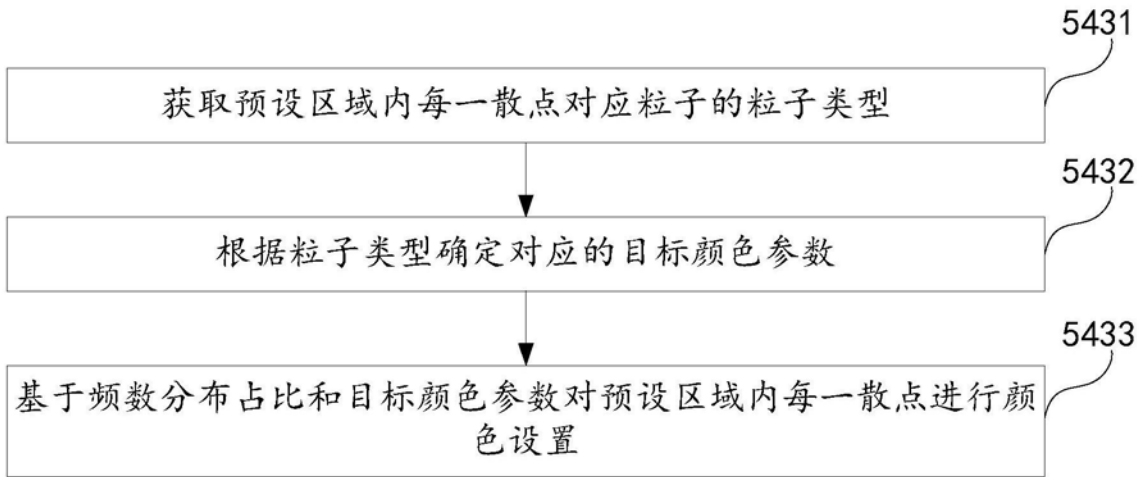 5431
获取预设区域内每一散点对应粒子的粒子类型
5432
根据粒子类型确定对应的目标颜色参数
5433
基于频数分布占比和目标颜色参数对预设区域内每一散点进行颜
色设置